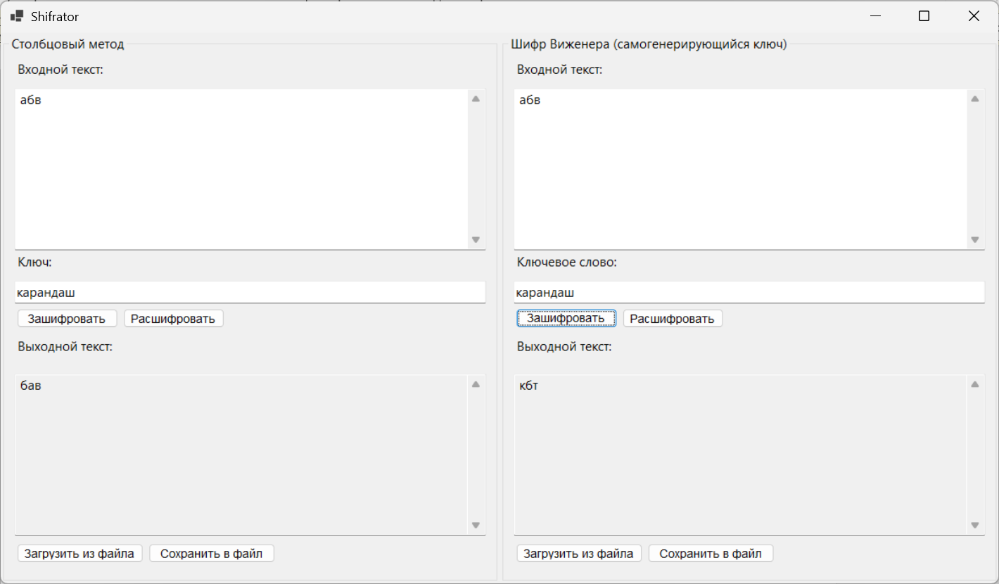 Shifrator
Столбцовый метод
Входной текст:
абв
Ключ:
карандаш
Зашифровать Расшифровать
Выходной текст:
бав
Загрузить из файла Сохранить в файл
Шифр Виженера (самогенерирующийся ключ)
Входной текст:
абв
Ключевое слово:
карандаш
Зашифровать Расшифровать
Выходной текст:
кбт
Загрузить из файла Сохранить в файл